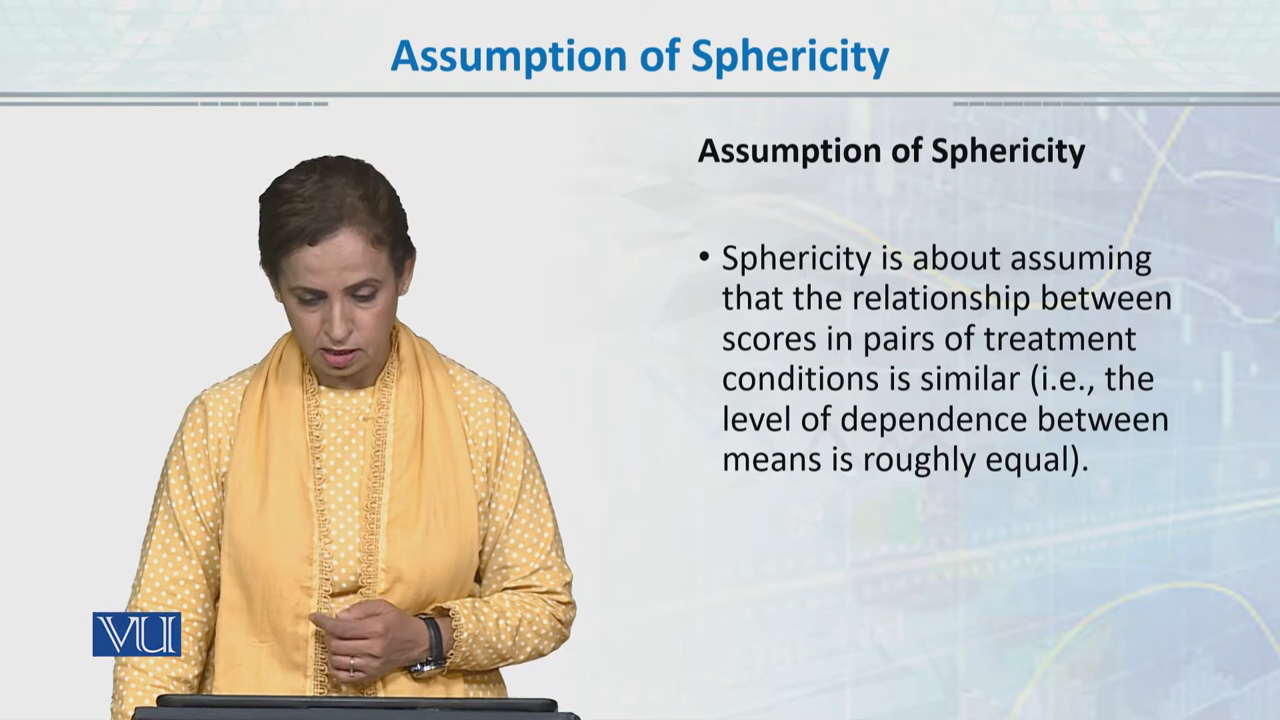 Assumption of Sphericity
Assumption of Sphericity
• Sphericity is about assuming
that the relationship between
scores in pairs of treatment
conditions is similar (i.e., the
level of dependence between
means is roughly equal).
VU